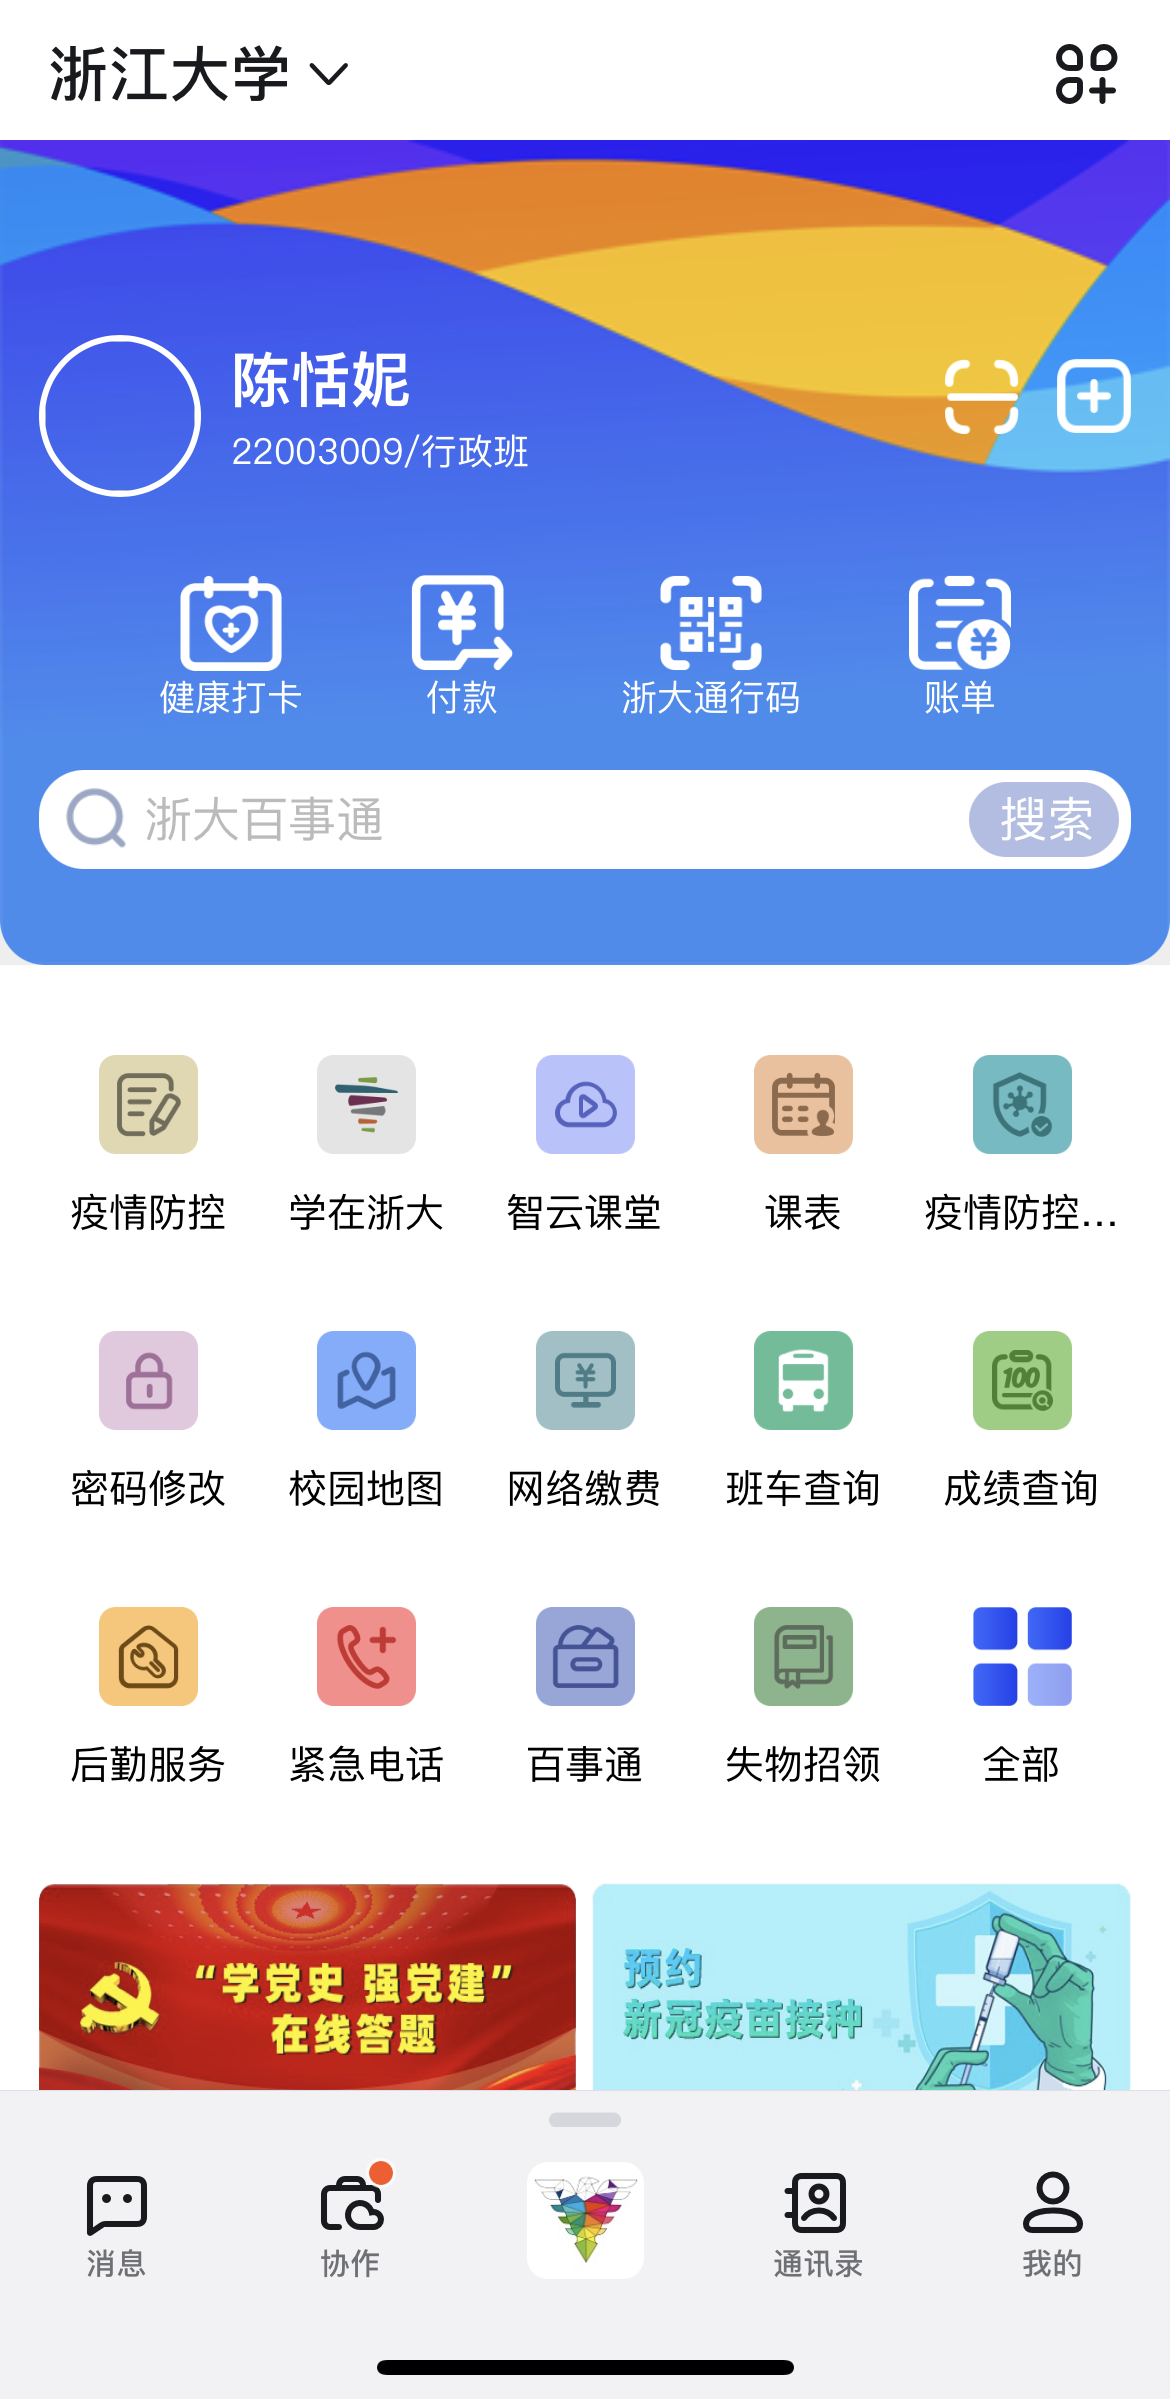 浙江大学
陈恬妮
22003009/行政班
健康打卡 付款 浙大通行码 账单
浙大百事通 搜索
疫情防控 学在浙大 智云课堂 课表 疫情防控...
密码修改 校园地图 网络缴费 班车查询 成绩查询
100
后勤服务 紧急电话 百事通 失物招领 全部
“学党史 强党建”
在线答题
预约
新冠疫苗接种
消息 协作 通讯录 我的